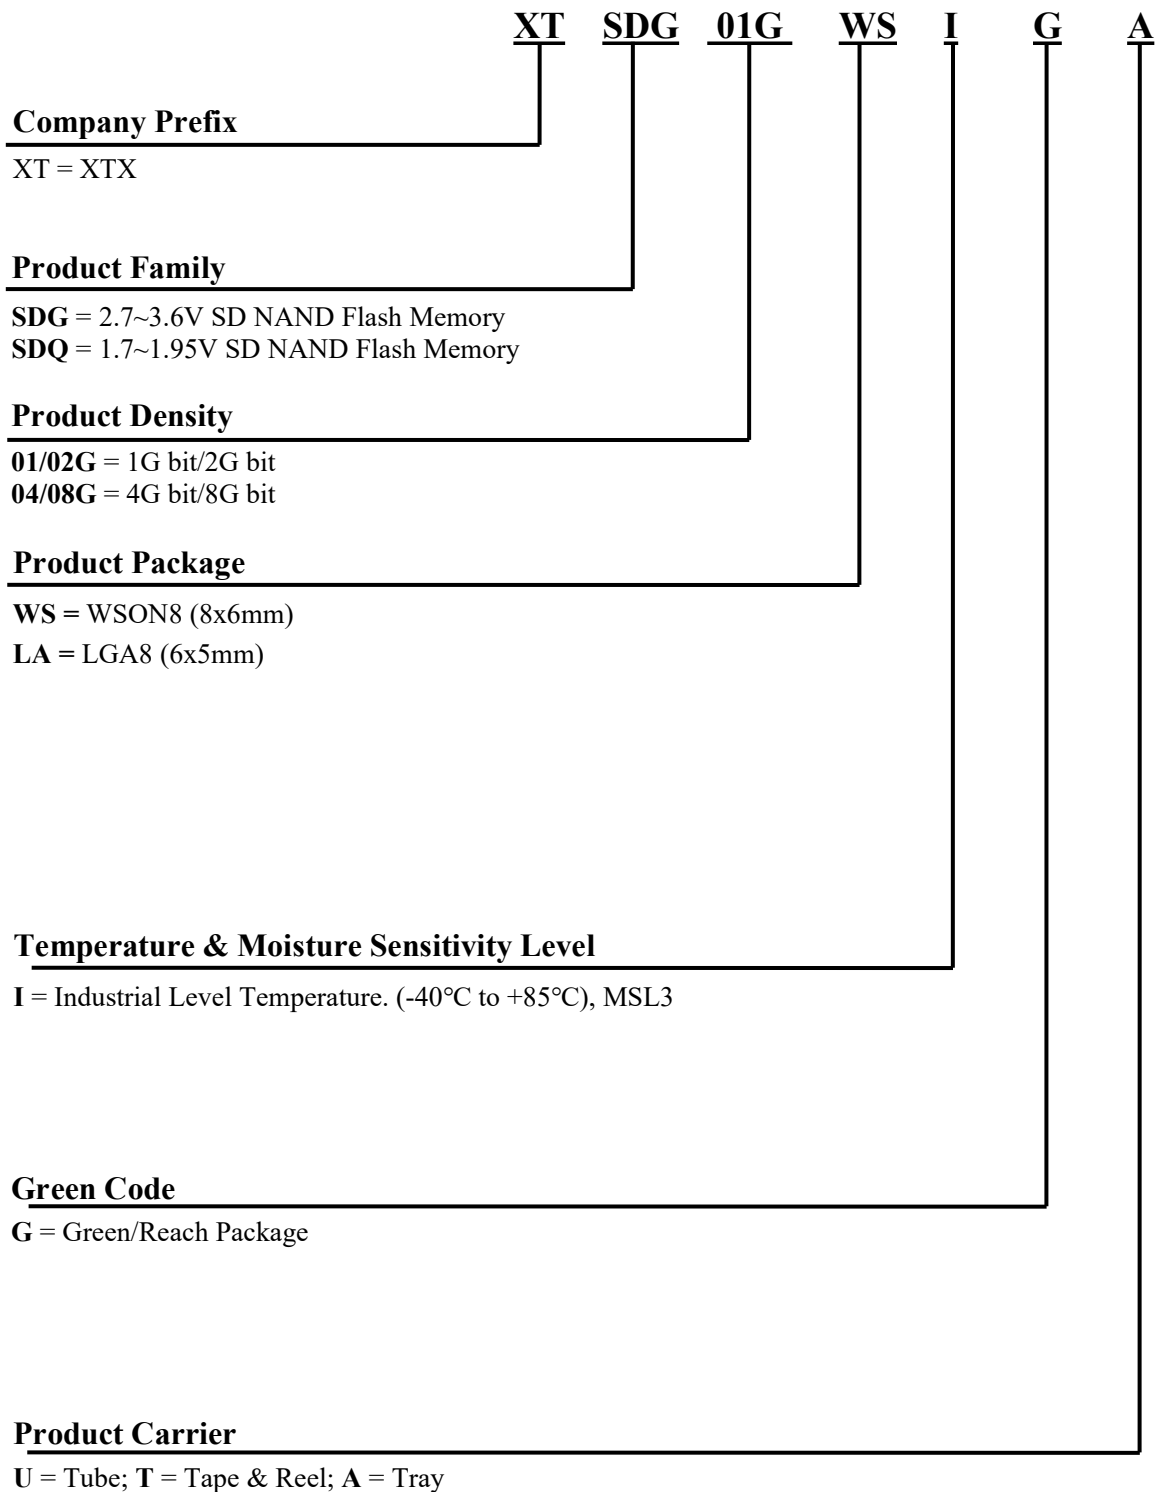 XT SDG 01G WS I G A
Company Prefix
XT = XTX
Product Family
SDG = 2.7~3.6V SD NAND Flash Memory
SDQ = 1.7~1.95V SD NAND Flash Memory
Product Density
01/02G = 1G bit/2G bit
04/08G = 4G bit/8G bit
Product Package
WS = WSON8 (8x6mm)
LA = LGA8 (6x5mm)
Temperature & Moisture Sensitivity Level
I = Industrial Level Temperature. (-40℃ to +85℃), MSL3
Green Code
G = Green/Reach Package
Product Carrier
U = Tube; T = Tape & Reel; A = Tray